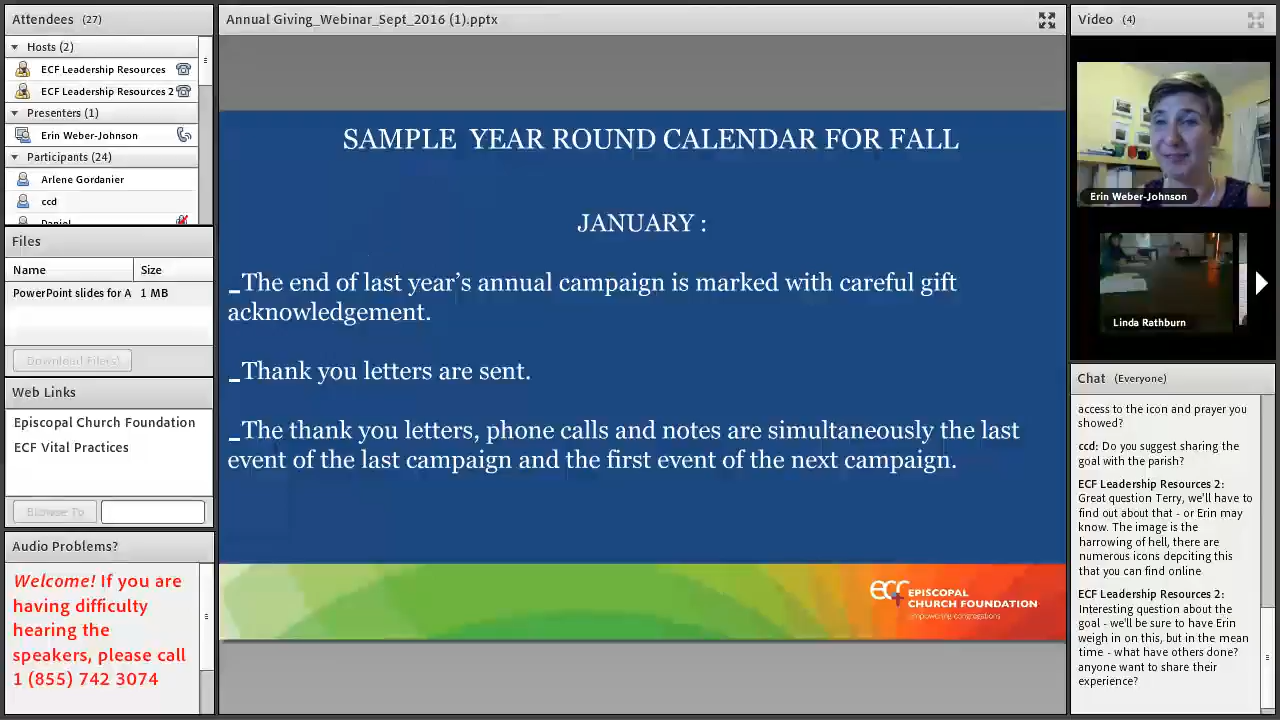 Attendees (27)
Hosts (2)
ECF Leadership Resources
ECF Leadership Resources 2
Presenters (1)
Erin Weber-Johnson
Participants (24)
Arlene Gordanier
ccd
Daniel
Files
Name Size
PowerPoint slides for A 1 MB
Download File(s)
Web Links
Episcopal Church Foundation
ECF Vital Practices
Browse To
Audio Problems?
Welcome! If you are
having difficulty
hearing the
speakers, please call
1 (855) 742 3074
Annual Giving_Webinar_Sept_2016 (1).pptx
SAMPLE YEAR ROUND CALENDAR FOR FALL
JANUARY :
_The end of last year’s annual campaign is marked with careful gift
acknowledgement.
_Thank you letters are sent.
_The thank you letters, phone calls and notes are simultaneously the last
event of the last campaign and the first event of the next campaign.
ecf EPISCOPAL
CHURCH FOUNDATION
empowering congregations
Video (4)
Erin Weber-Johnson
Linda Rathburn
Chat (Everyone)
access to the icon and prayer you
showed?
ccd: Do you suggest sharing the
goal with the parish?
ECF Leadership Resources 2:
Great question Terry, we'll have to
find out about that - or Erin may
know. The image is the
harrowing of hell, there are
numerous icons depciting this
that you can find online
ECF Leadership Resources 2:
Interesting question about the
goal - we'll be sure to have Erin
weigh in on this, but in the mean
time - what have others done?
anyone want to share their
experience?